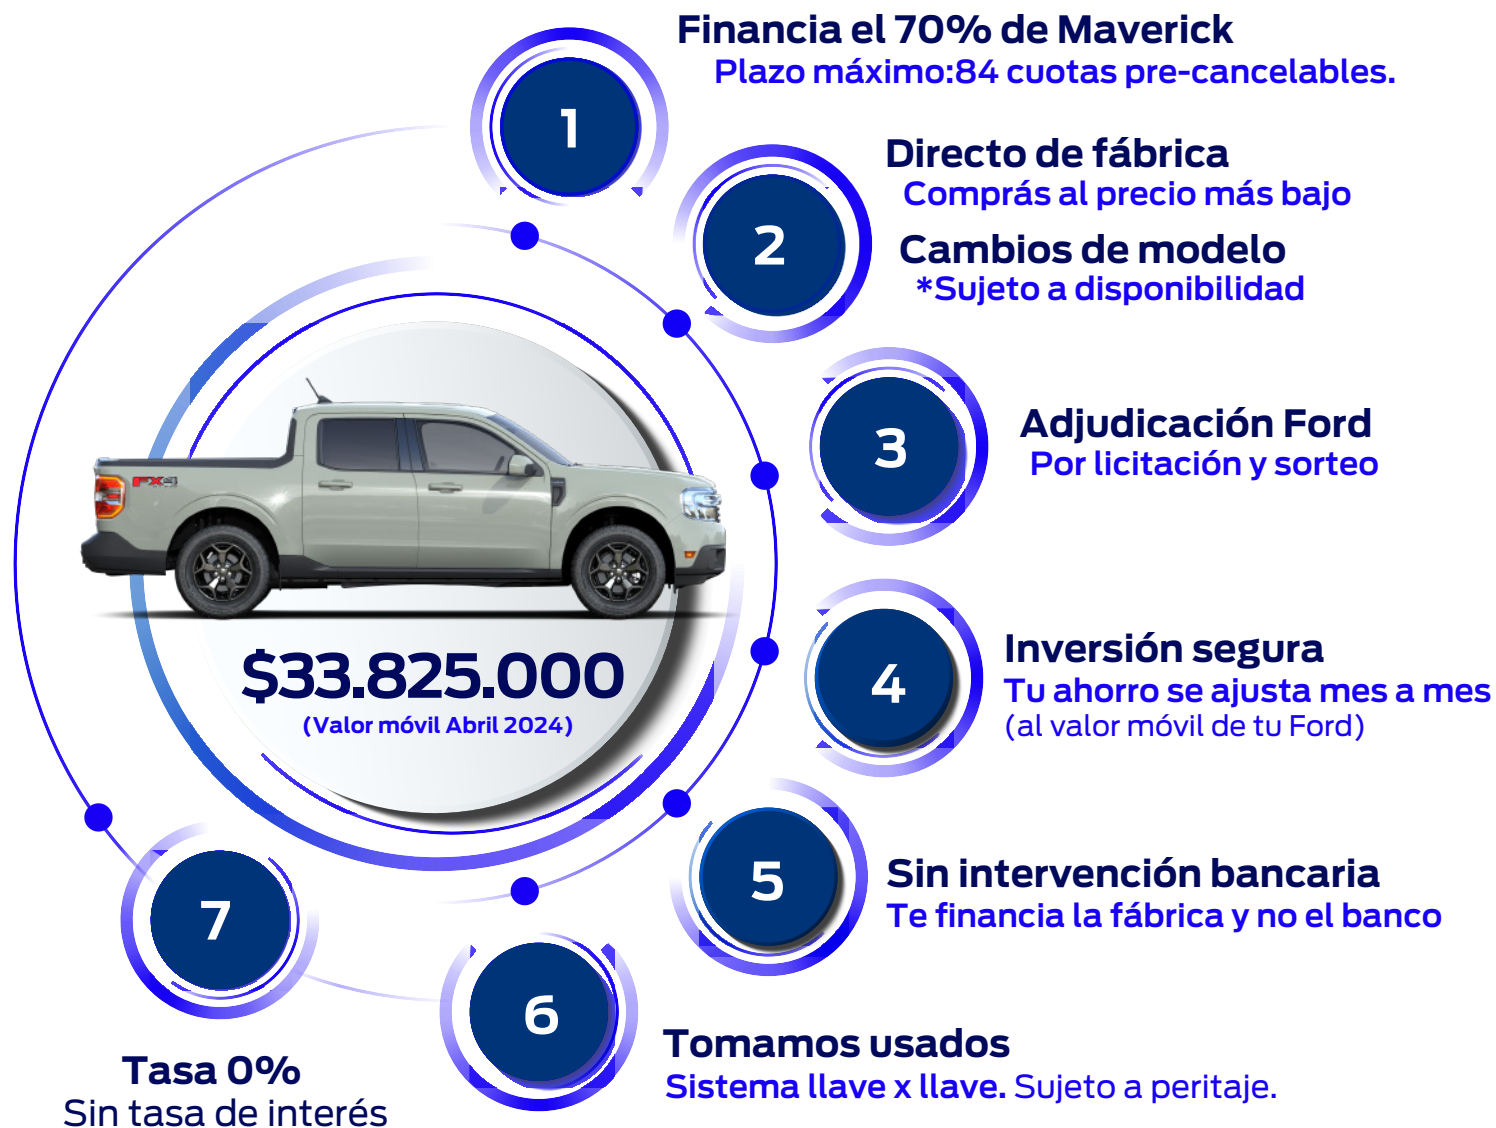 1
Financia el 70% de Maverick
Plazo máximo:84 cuotas pre-cancelables.
2
Directo de fábrica
Comprás al precio más bajo
Cambios de modelo
*Sujeto a disponibilidad
3
Adjudicación Ford
Por licitación y sorteo
FX4
$33.825.000
(Valor móvil Abril 2024)
4
Inversión segura
Tu ahorro se ajusta mes a mes
(al valor móvil de tu Ford)
5
Sin intervención bancaria
Te financia la fábrica y no el banco
6
Tomamos usados
Sistema llave x llave. Sujeto a peritaje.
7
Tasa 0%
Sin tasa de interés